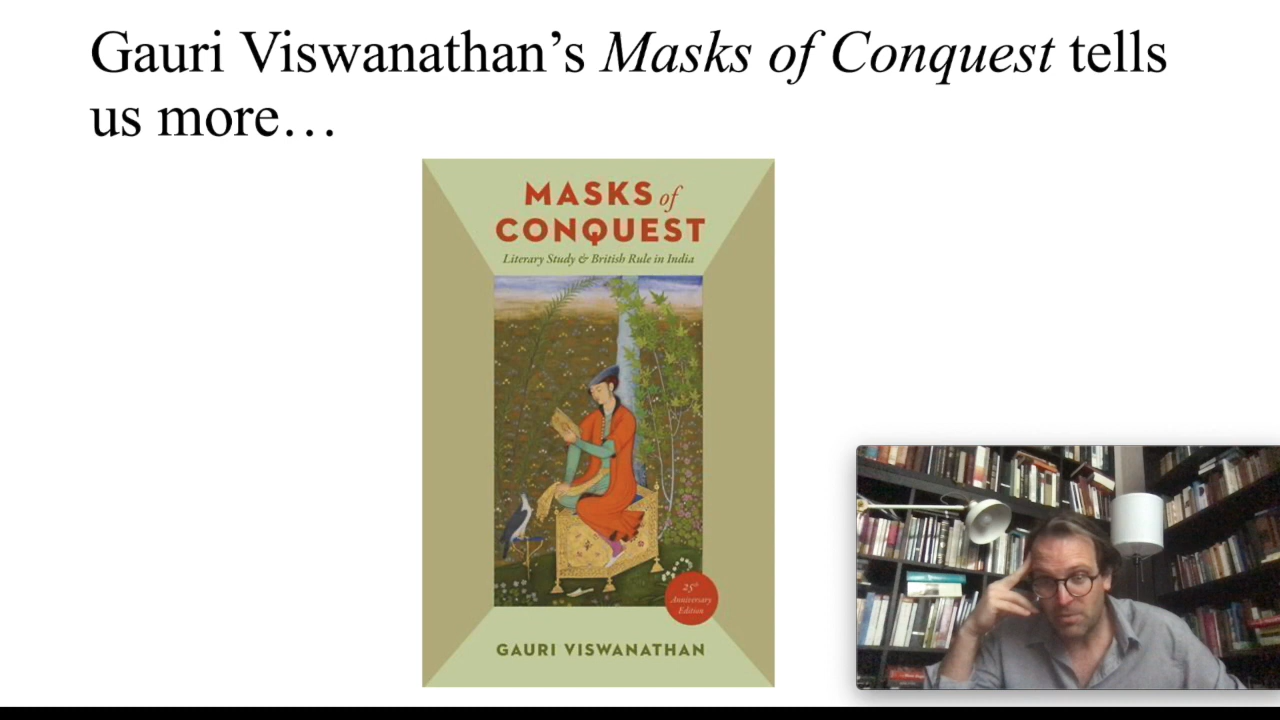 Gauri Viswanathan’s Masks of Conquest tells
us more…
MASKS of
CONQUEST
Literary Study & British Rule in India
25th
Anniversary
Edition
GAURI VISWANATHAN